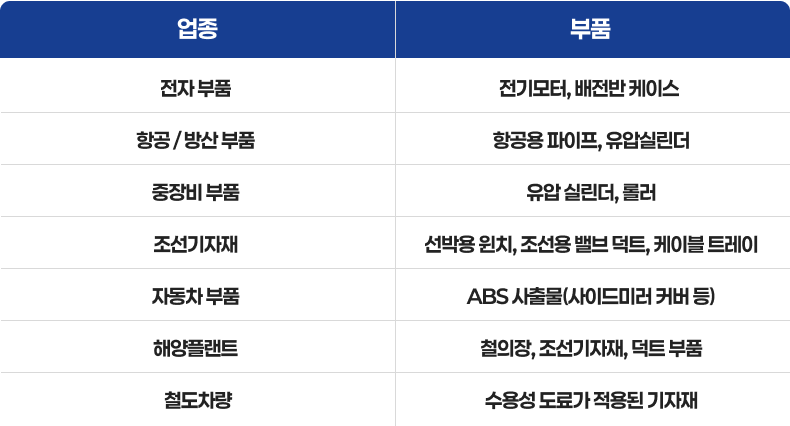 업종 부품
전자 부품 전기모터, 배전반 케이스
항공 / 방산 부품 항공용 파이프, 유압실린더
중장비 부품 유압 실린더, 롤러
조선기자재 선박용 윈치, 조선용 밸브 덕트, 케이블 트레이
자동차 부품 ABS 사출물(사이드미러 커버 등)
해양플랜트 철의장, 조선기자재, 덕트 부품
철도차량 수용성 도료가 적용된 기자재